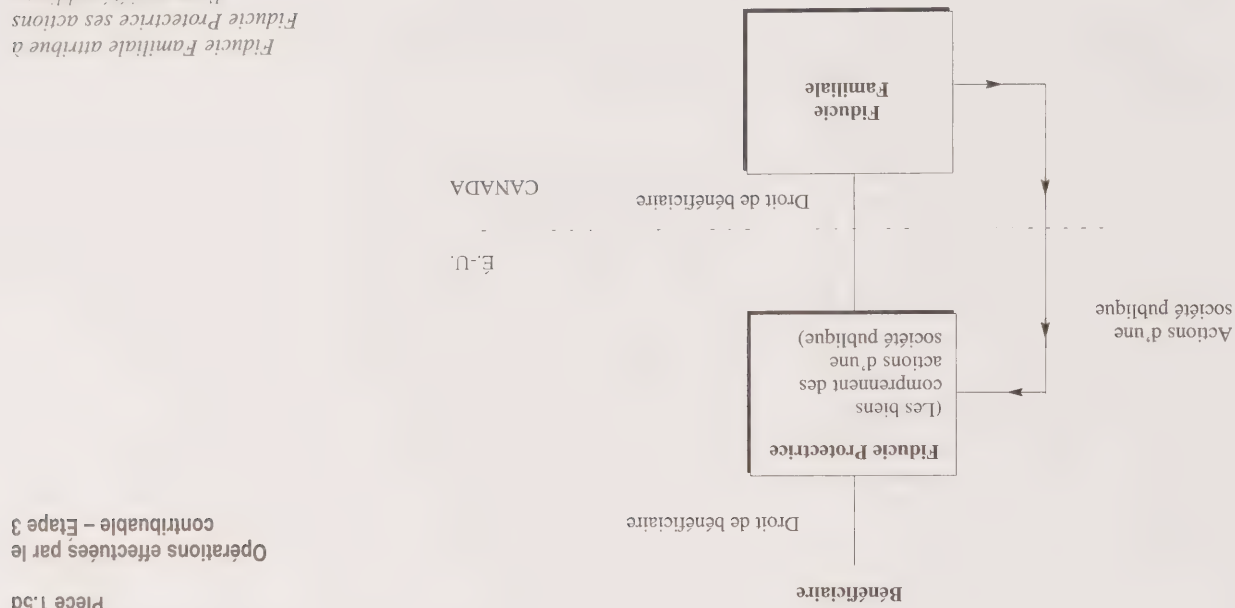 Pièce 1.5d
Opérations effectuées par le
contribuable – Étape 3
Bénéficiaire
Droit de bénéficiaire
Fiducie Protectrice
(Les biens
comprennent des
actions d'une
société publique)
Actions d'une
société publique
É.-U.
CANADA
Droit de bénéficiaire
Fiducie
Familiale
Fiducie Familiale attribue à
Fiducie Protectrice ses actions